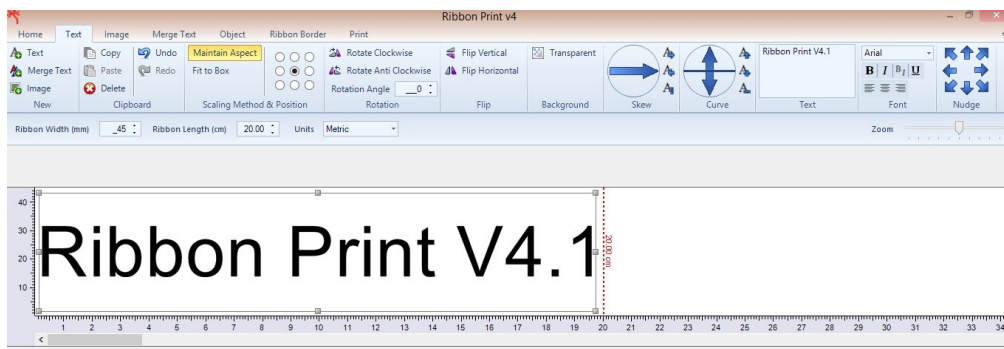 Ribbon Print v4
Home Text Image Merge Text Object Ribbon Border Print
Text Copy Undo Maintain Aspect Rotate Clockwise Flip Vertical Transparent Ribbon Print V4.1 Arial
Merge Text Paste Redo Fit to Box Rotate Anti Clockwise Flip Horizontal B I B/ U
Image Delete Rotation Angle __0
New Clipboard Scaling Method & Position Rotation Flip Background Skew Curve Text Font Nudge
Ribbon Width (mm) _45 Ribbon Length (cm) 20.00 Units Metric Zoom
40
30
20
10
Ribbon Print V4.1
20.00 cm
1 2 3 4 5 6 7 8 9 10 11 12 13 14 15 16 17 18 19 20 21 22 23 24 25 26 27 28 29 30 31 32 33 34